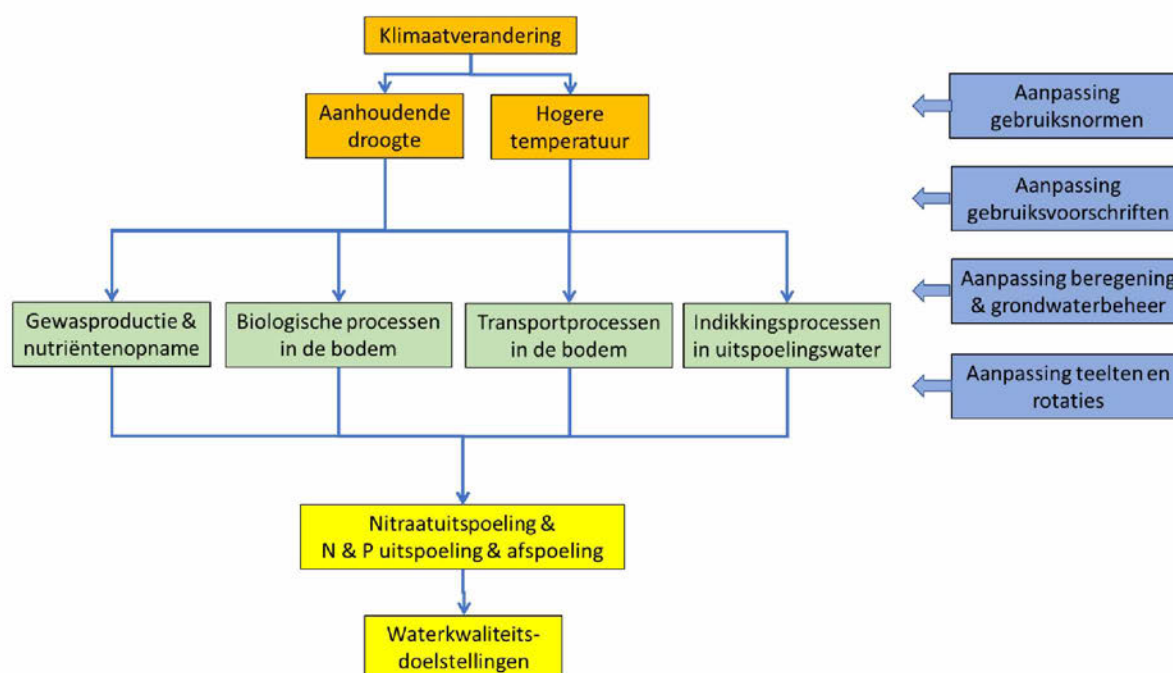 Klimaatverandering
Aanhoudende
droogte
Hogere
temperatuur
Gewasproductie &
nutriëntenopname
Biologische processen
in de bodem
Transportprocessen
in de bodem
Indikkingsprocessen
in uitspoelingswater
Nitraatuitspoeling &
N & P uitspoeling & afspoeling
Waterkwaliteits-
doelstellingen
Aanpassing
gebruiksnormen
Aanpassing
gebruiksvoorschriften
Aanpassing beregening
& grondwaterbeheer
Aanpassing teelten en
rotaties